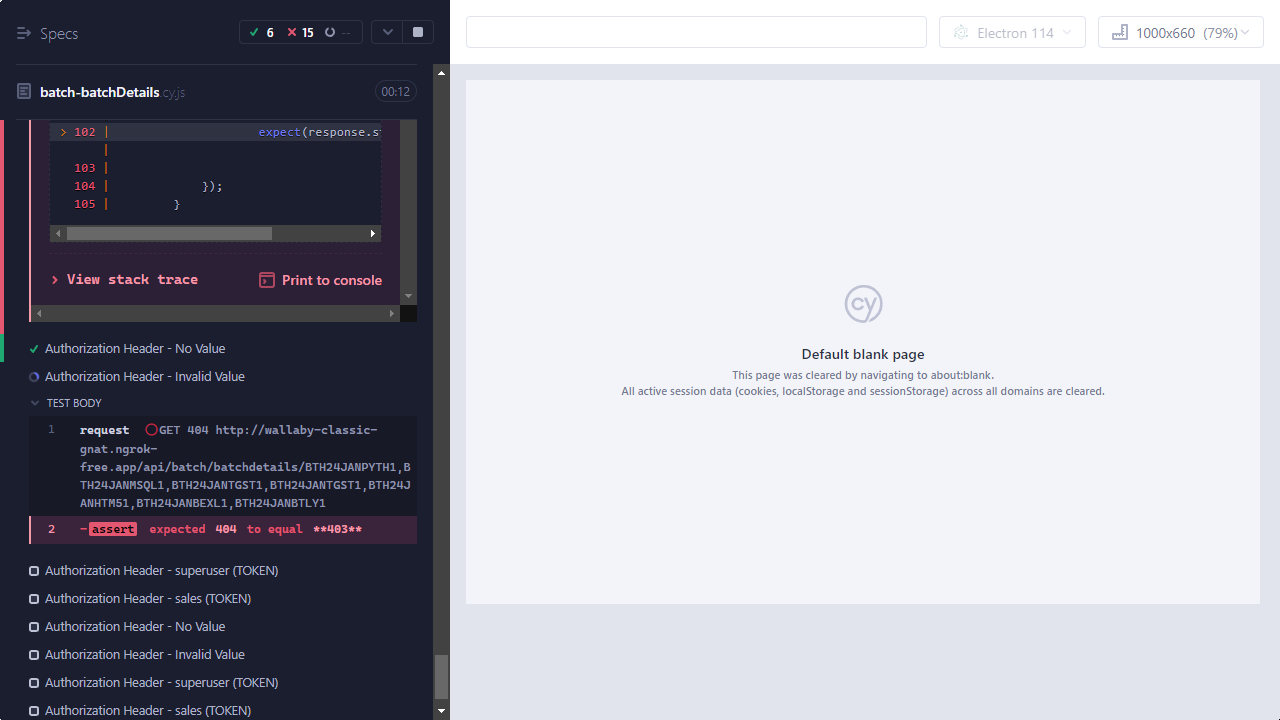 Specs
6 15 --
Electron 114
1000x660 (79%)
batch-batchDetails.cy.js
00:12
> 102 | expect(response.s
|
103 |
104 | });
105 | }
View stack trace
Print to console
Authorization Header - No Value
Authorization Header - Invalid Value
TEST BODY
1 request GET 404 http://wallaby-classic-
gnat.ngrok-
free.app/api/batch/batchdetails/BTH24JANPYTH1,B
TH24JANMSQL1,BTH24JANTGST1,BTH24JANTGST1,BTH24J
ANHTM51,BTH24JANBEXL1,BTH24JANBTLY1
2 -assert expected 404 to equal **403**
Authorization Header - superuser (TOKEN)
Authorization Header - sales (TOKEN)
Authorization Header - No Value
Authorization Header - Invalid Value
Authorization Header - superuser (TOKEN)
Authorization Header - sales (TOKEN)
cy
Default blank page
This page was cleared by navigating to about:blank.
All active session data (cookies, localStorage and sessionStorage) across all domains are cleared.